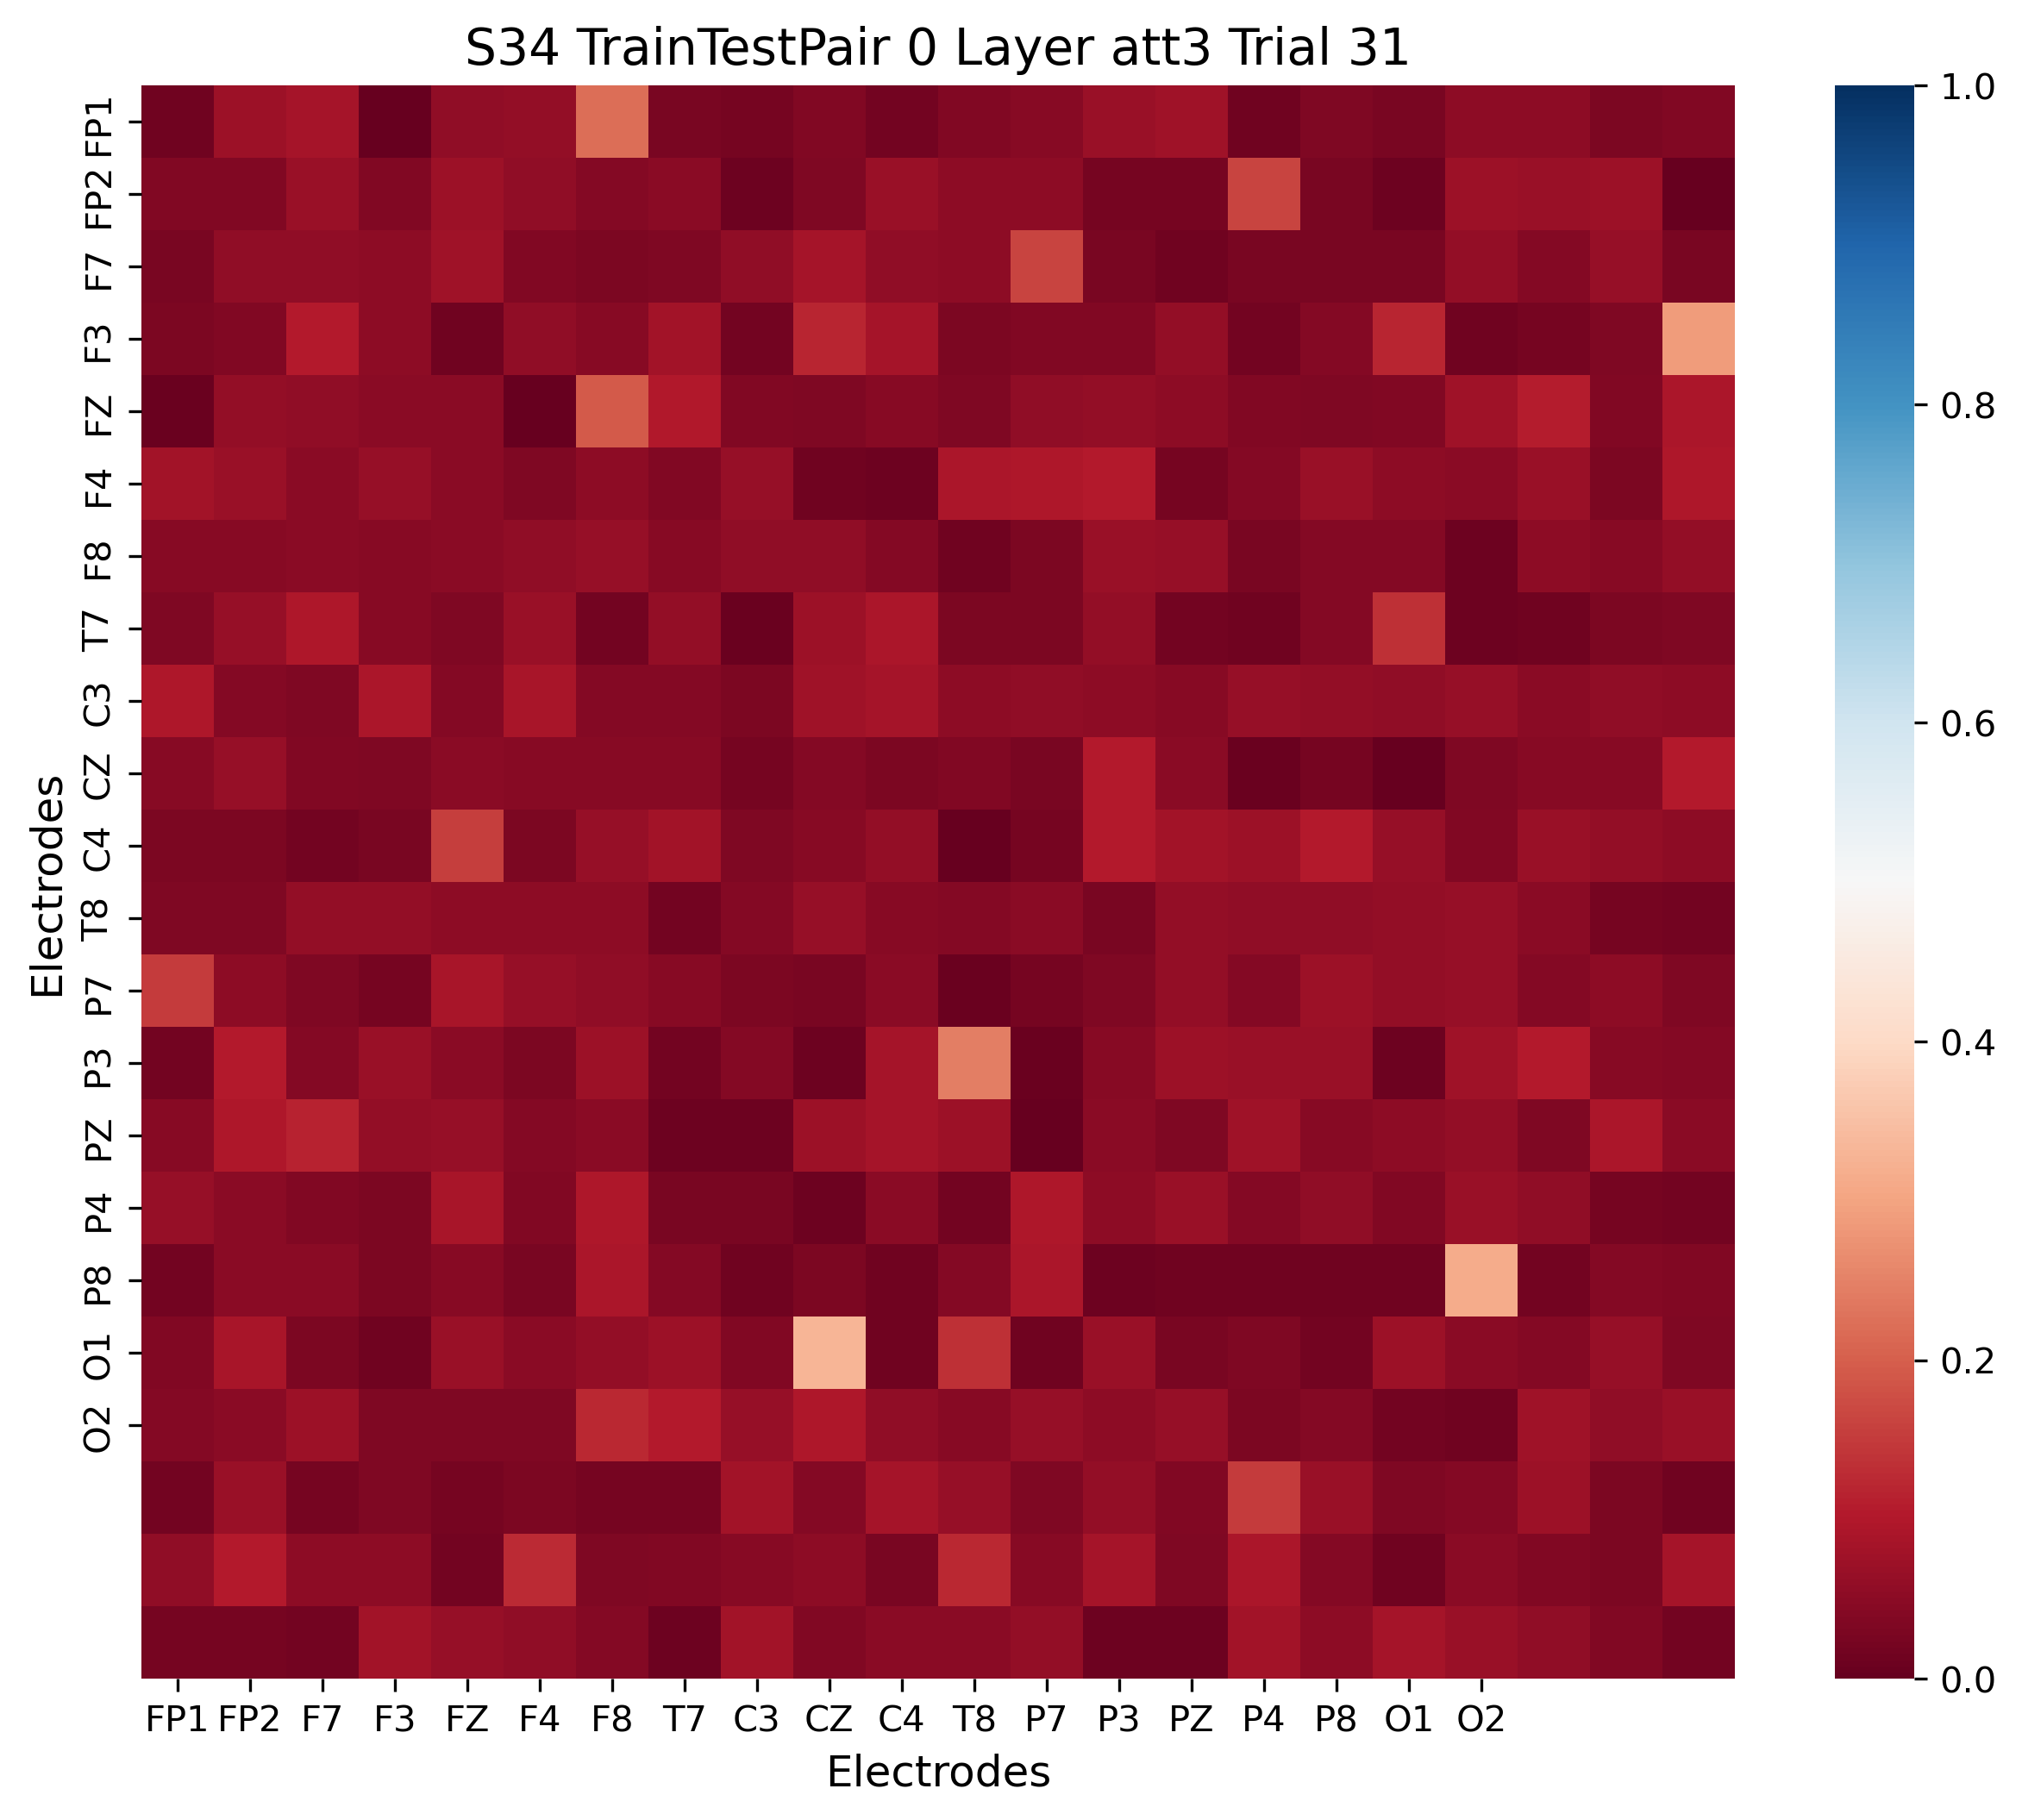 S34 TrainTestPair 0 Layer att3 Trial 31
Electrodes
FP1
FP2
F7
F3
FZ
F4
F8
T7
C3
CZ
C4
T8
P7
P3
PZ
P4
P8
O1
O2
FP1 FP2 F7 F3 FZ F4 F8 T7 C3 CZ C4 T8 P7 P3 PZ P4 P8 O1 O2
Electrodes
1.0
0.8
0.6
0.4
0.2
0.0